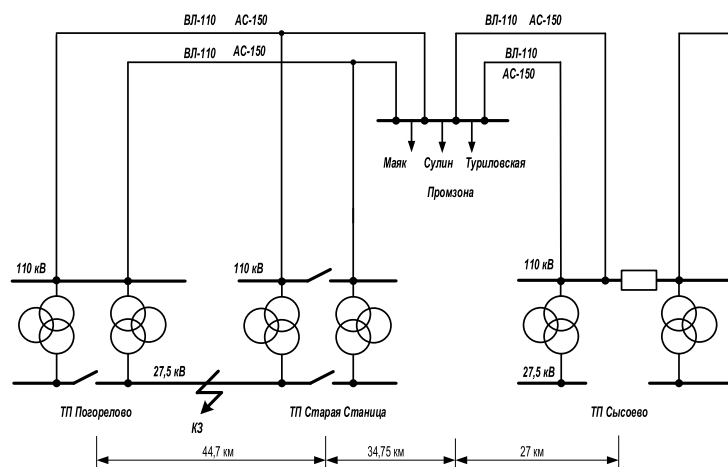 ВЛ-110 АС-150
ВЛ-110 АС-150
ВЛ-110 АС-150
ВЛ-110
АС-150
Маяк Сулин Туриловская
Промзона
110 кВ
110 кВ
110 кВ
27,5 кВ
27,5 кВ
ТП Погорелово
КЗ
ТП Старая Станица
ТП Сысоево
44,7 км
34,75 км
27 км